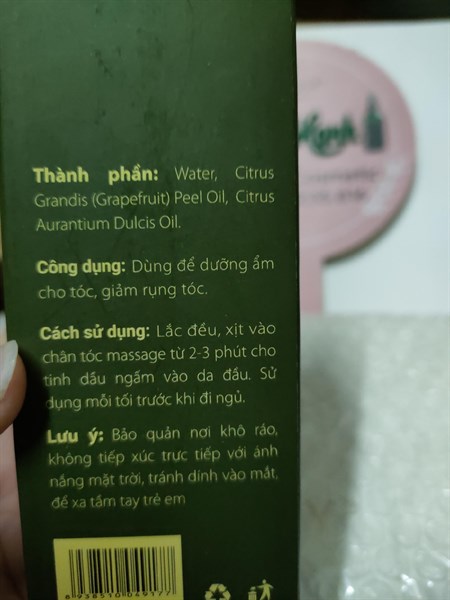 Thành phần: Water, Citrus
Grandis (Grapefruit) Peel Oil, Citrus
Aurantium Dulcis Oil.
Công dụng: Dùng để dưỡng ẩm
cho tóc, giảm rụng tóc.
Cách sử dụng: Lắc đều, xịt vào
chân tóc massage từ 2-3 phút cho
tinh dầu ngấm vào da đầu. Sử
dụng mỗi tối trước khi đi ngủ.
Lưu ý: Bảo quản nơi khô ráo,
không tiếp xúc trực tiếp với ánh
nắng mặt trời, tránh dính vào mắt,
để xa tầm tay trẻ em
8 938510 049177